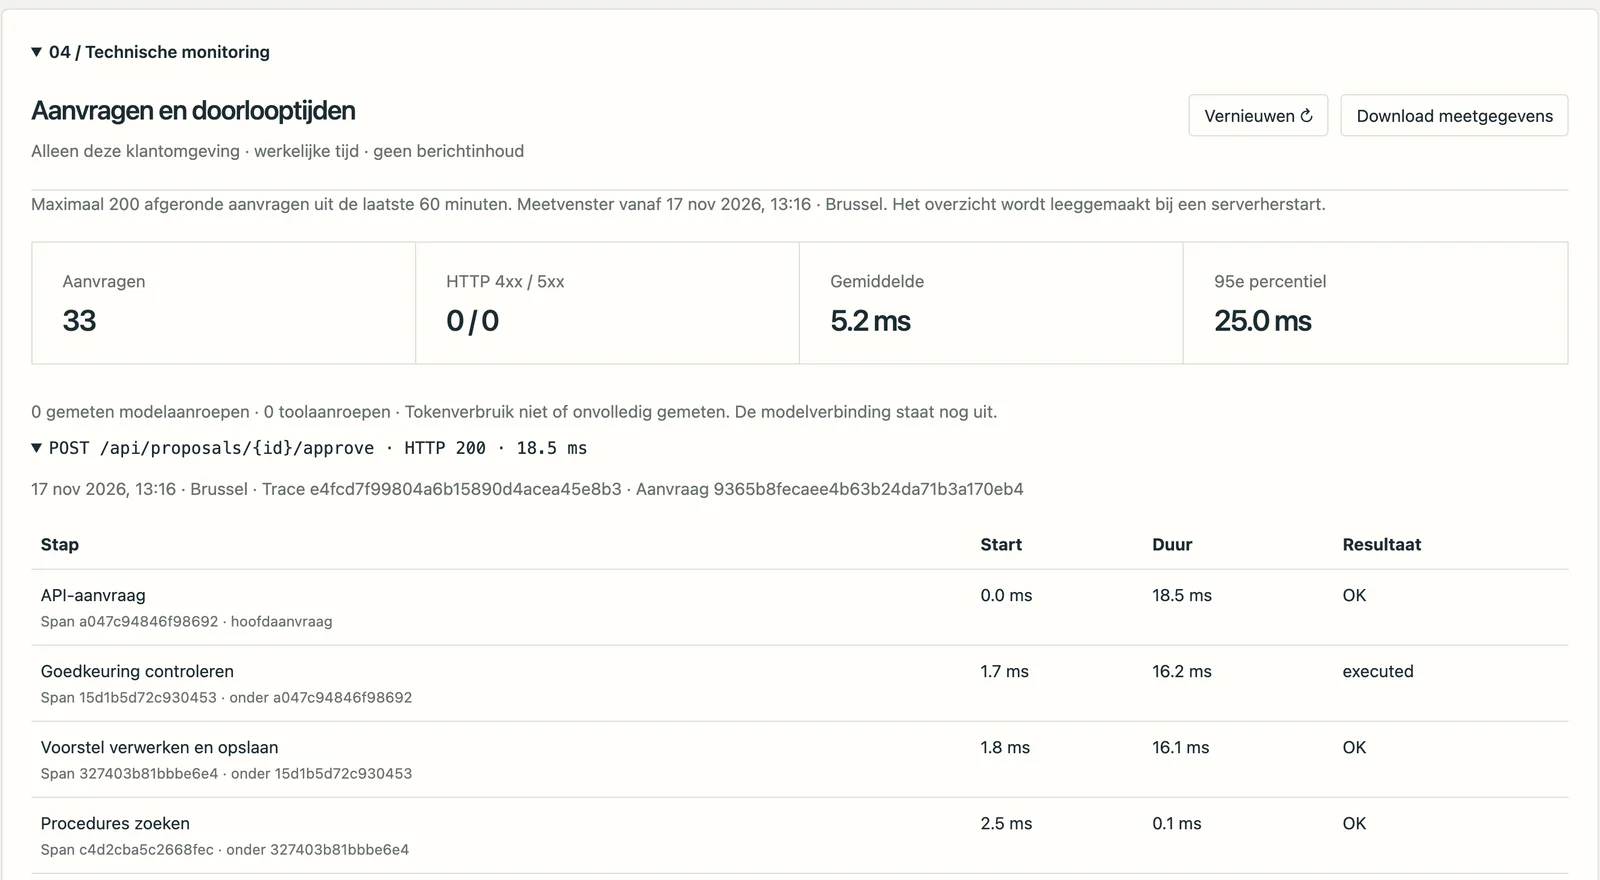 ▼ 04 / Technische monitoring
Aanvragen en doorlooptijden
Vernieuwen ↻
Download meetgegevens
Alleen deze klantomgeving · werkelijke tijd · geen berichtinhoud
Maximaal 200 afgeronde aanvragen uit de laatste 60 minuten. Meetvenster vanaf 17 nov 2026, 13:16 · Brussel. Het overzicht wordt leeggemaakt bij een serverherstart.
Aanvragen
33
HTTP 4xx / 5xx
0 / 0
Gemiddelde
5.2 ms
95e percentiel
25.0 ms
0 gemeten modelaanroepen · 0 toolaanroepen · Tokenverbruik niet of onvolledig gemeten. De modelverbinding staat nog uit.
▼ POST /api/proposals/{id}/approve · HTTP 200 · 18.5 ms
17 nov 2026, 13:16 · Brussel · Trace e4fcd7f99804a6b15890d4acea45e8b3 · Aanvraag 9365b8fecaee4b63b24da71b3a170eb4
Stap Start Duur Resultaat
API-aanvraag 0.0 ms 18.5 ms OK
Span a047c94846f98692 · hoofdaanvraag
Goedkeuring controleren 1.7 ms 16.2 ms executed
Span 15d1b5d72c930453 · onder a047c94846f98692
Voorstel verwerken en opslaan 1.8 ms 16.1 ms OK
Span 327403b81bbbe6e4 · onder 15d1b5d72c930453
Procedures zoeken 2.5 ms 0.1 ms OK
Span c4d2cba5c2668fec · onder 327403b81bbbe6e4